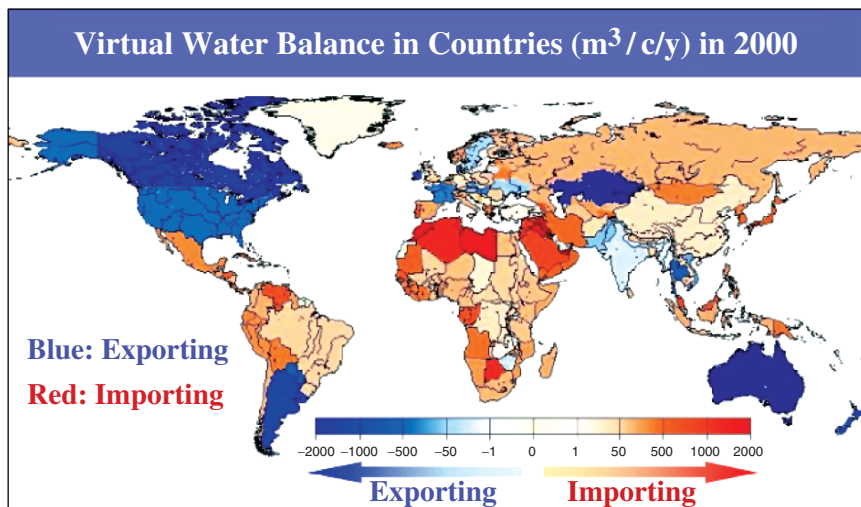 Virtual Water Balance in Countries (m³/c/y) in 2000
Blue: Exporting
Red: Importing
−2000 −1000 −500 −50 −1 0 1 50 500 1000 2000
Exporting Importing